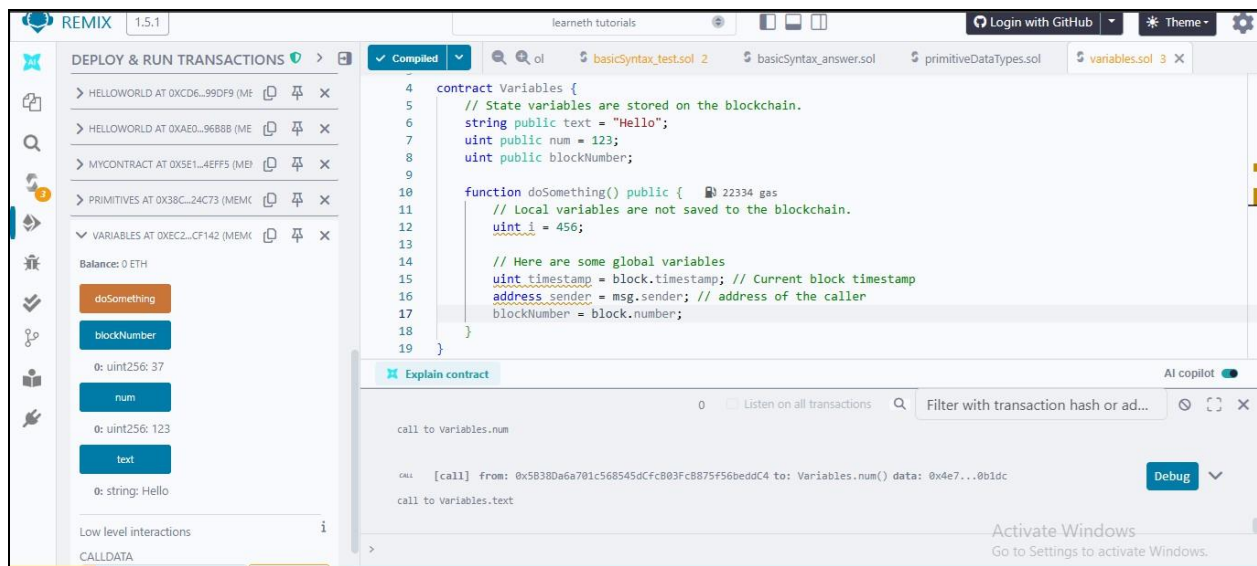 REMIX 1.5.1 learneth tutorials Login with GitHub Theme
DEPLOY & RUN TRANSACTIONS
HELLOWORLD AT 0XCD6...99DF9 (ME
HELLOWORLD AT 0XAE0...96B8B (ME
MYCONTRACT AT 0X5E1...4EFF5 (MEM
PRIMITIVES AT 0X38C...24C73 (MEMO
VARIABLES AT 0XEC2...CF142 (MEMO
Balance: 0 ETH
doSomething
blockNumber
0: uint256: 37
num
0: uint256: 123
text
0: string: Hello
Low level interactions i
CALLDATA
Compiled ol basicSyntax_test.sol 2 basicSyntax_answer.sol primitiveDataTypes.sol variables.sol 3
4 contract Variables {
5 // State variables are stored on the blockchain.
6 string public text = "Hello";
7 uint public num = 123;
8 uint public blockNumber;
9
10 function doSomething() public { 22334 gas
11 // Local variables are not saved to the blockchain.
12 uint i = 456;
13
14 // Here are some global variables
15 uint timestamp = block.timestamp; // Current block timestamp
16 address sender = msg.sender; // address of the caller
17 blockNumber = block.number;
18 }
19 }
Explain contract AI copilot
0 Listen on all transactions Filter with transaction hash or ad...
call to Variables.num
CALL [call] from: 0x5B38Da6a701c568545dCfcB03FcB875f56beddC4 to: Variables.num() data: 0x4e7...0b1dc Debug
call to Variables.text
>
Activate Windows
Go to Settings to activate Windows.
3